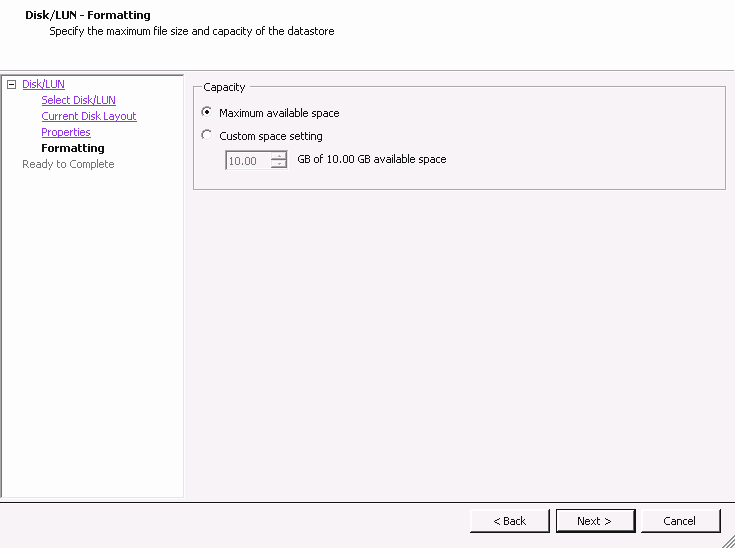 Disk/LUN - Formatting
Specify the maximum file size and capacity of the datastore
Disk/LUN
Select Disk/LUN
Current Disk Layout
Properties
Formatting
Ready to Complete
Capacity
Maximum available space
Custom space setting
10.00 GB of 10.00 GB available space
< Back Next > Cancel